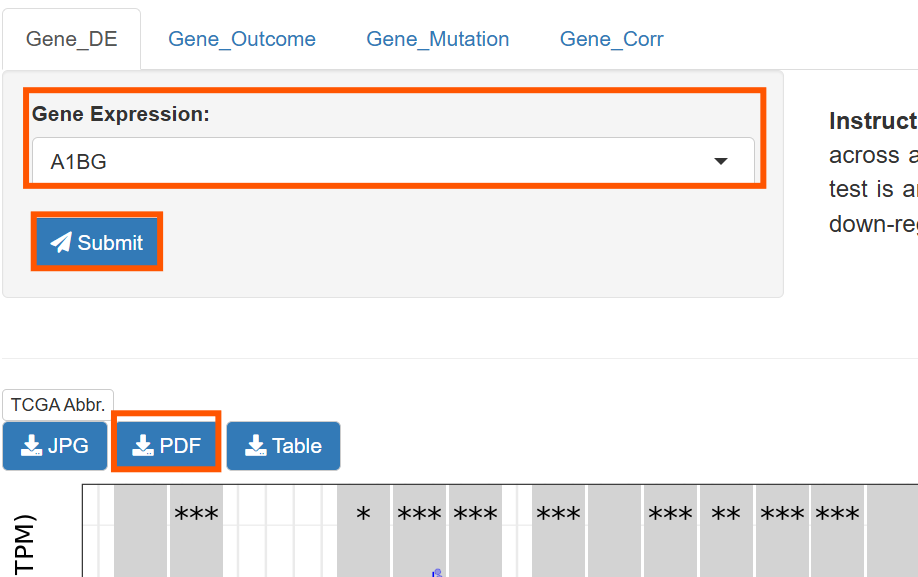 Gene_DE Gene_Outcome Gene_Mutation Gene_Corr
Gene Expression:
A1BG
Submit
Instruct
across a
test is a
down-reg
TCGA Abbr.
JPG PDF Table
*** * *** *** *** *** ** *** ***
TPM)